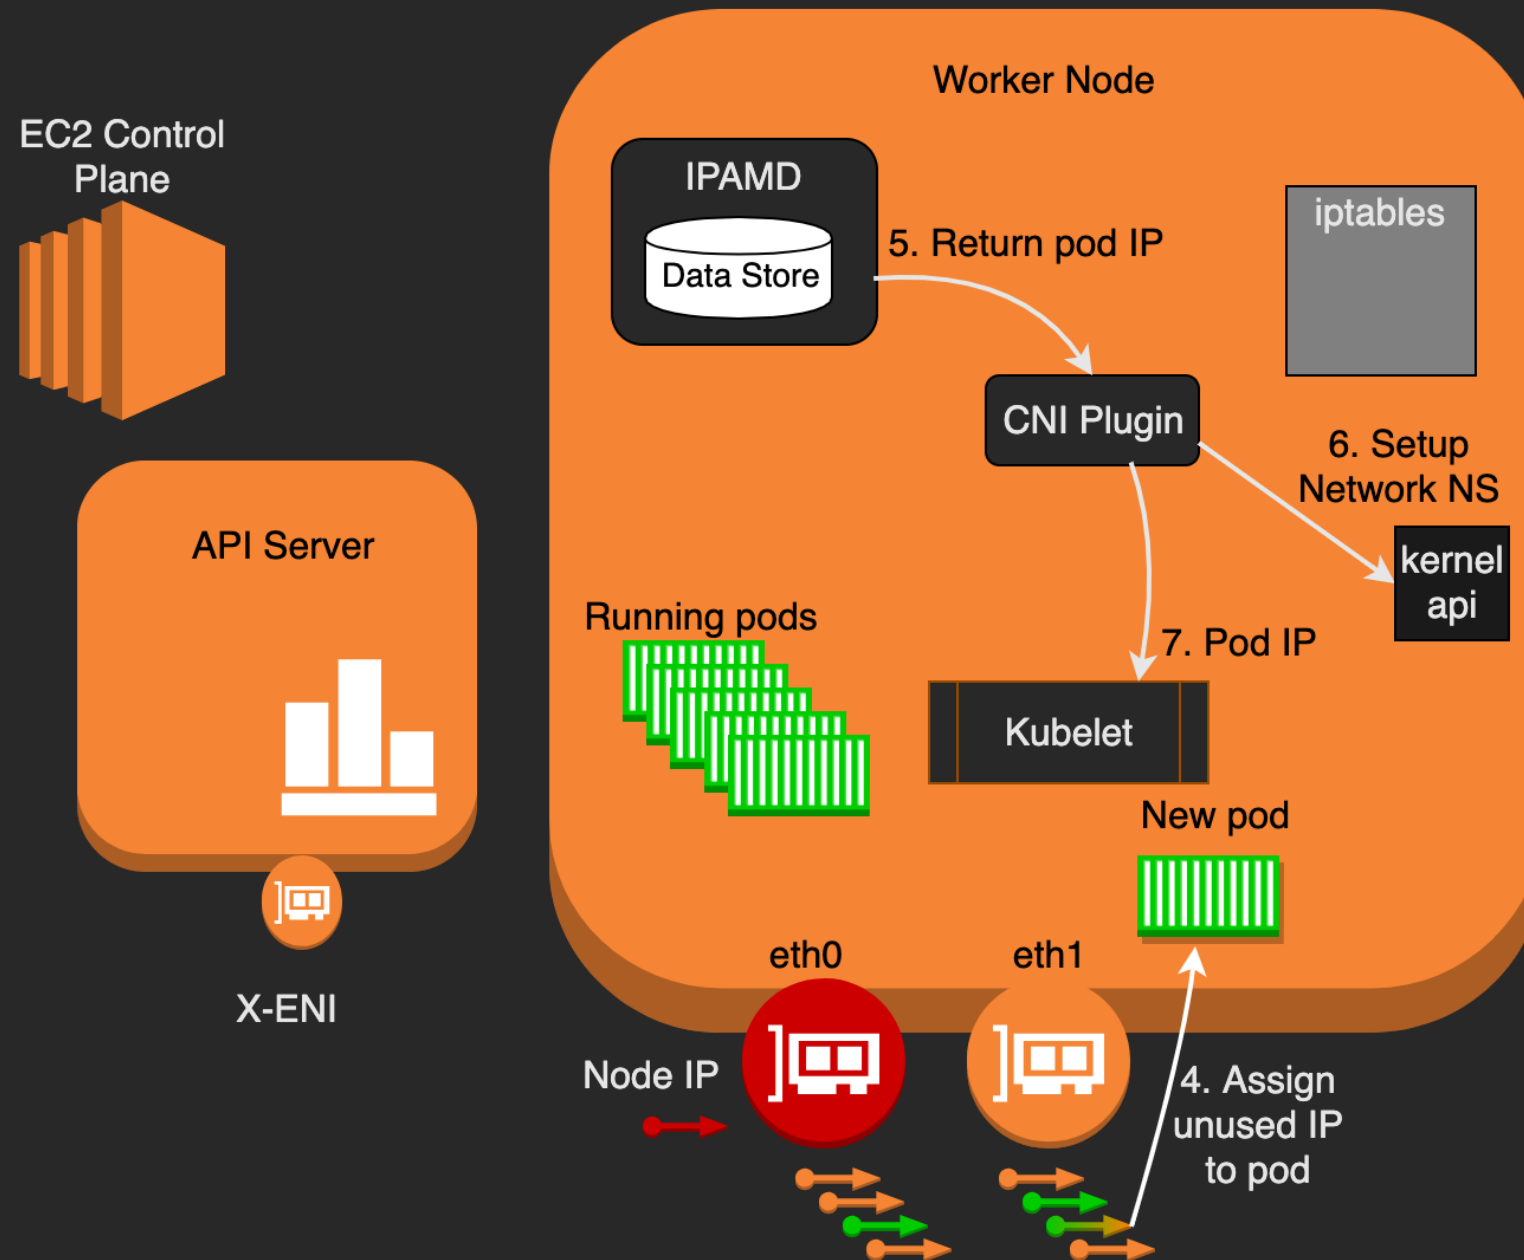 Worker Node
EC2 Control
Plane
IPAMD
Data Store
5. Return pod IP
iptables
CNI Plugin
6. Setup
Network NS
kernel
api
API Server
Running pods
7. Pod IP
Kubelet
New pod
eth0
eth1
X-ENI
Node IP
4. Assign
unused IP
to pod